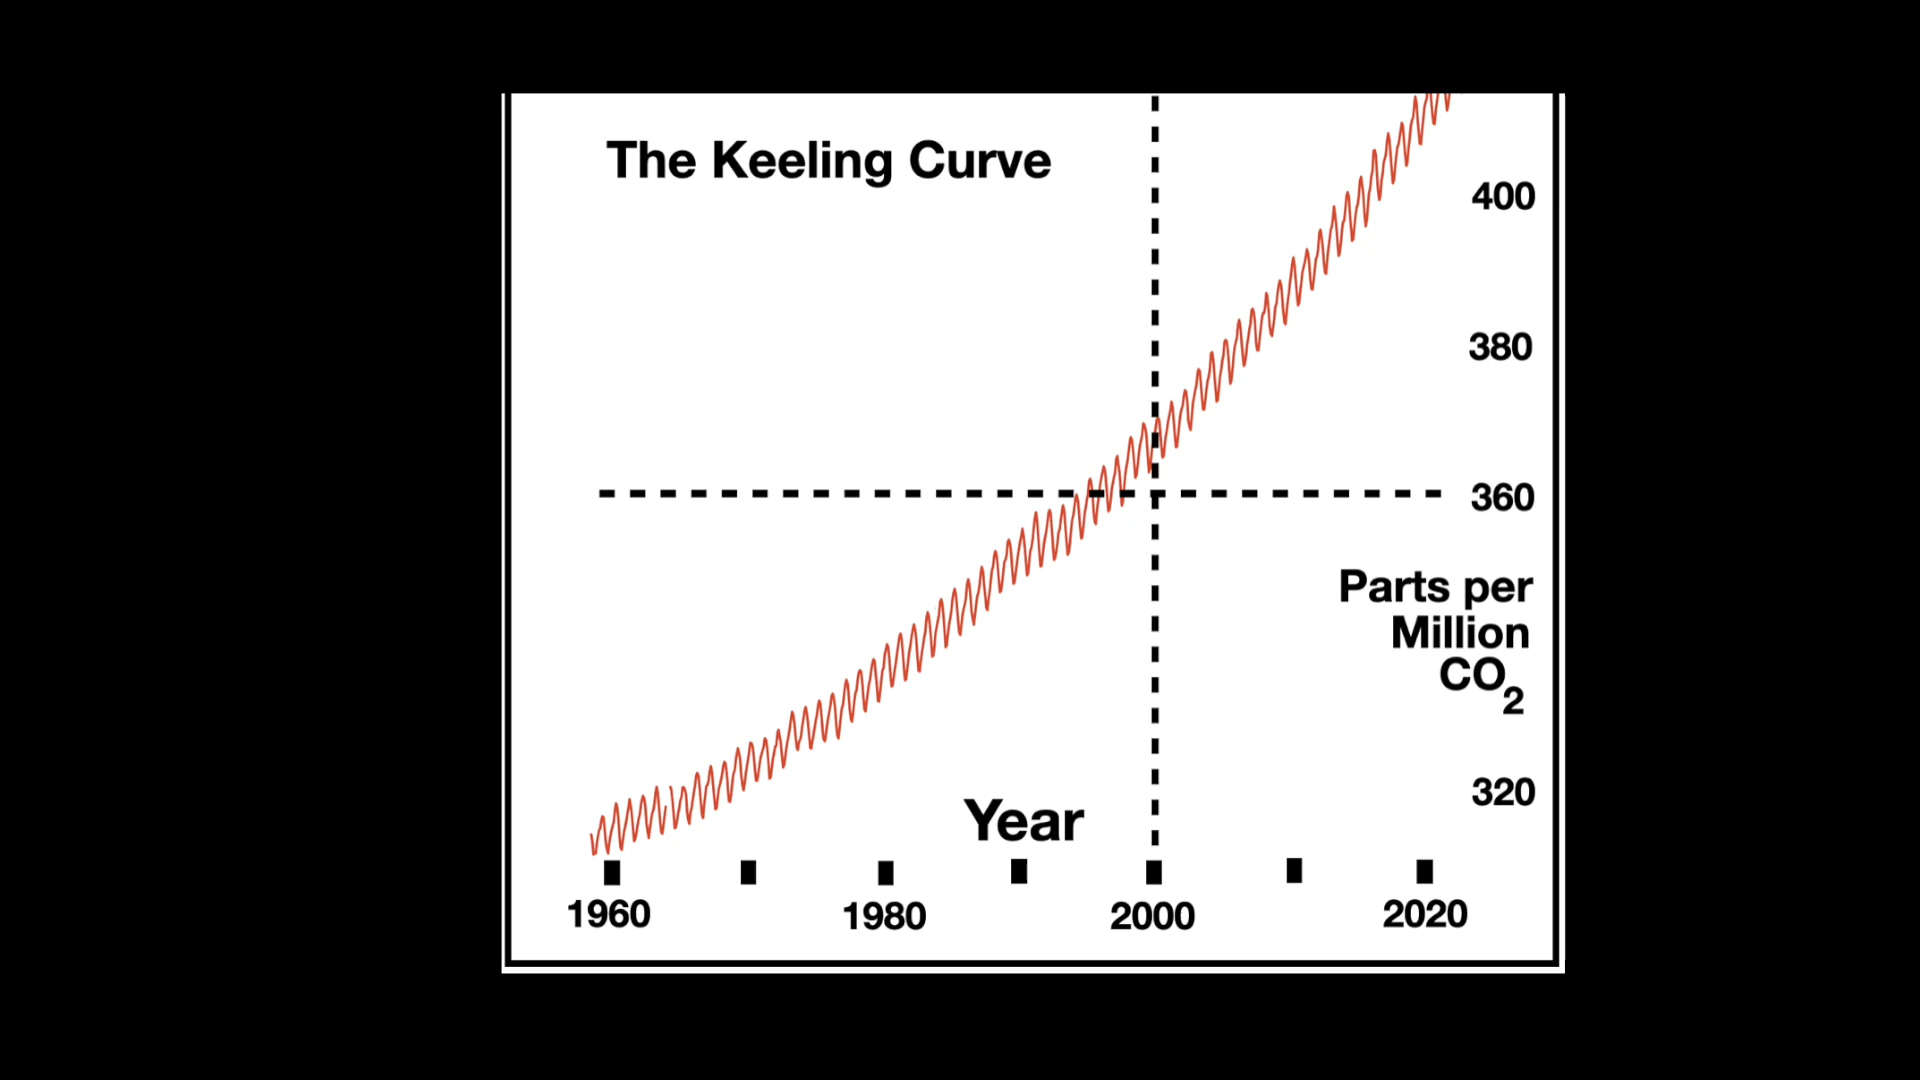 The Keeling Curve
400
380
360
Parts per
Million
CO₂
320
Year
1960 1980 2000 2020